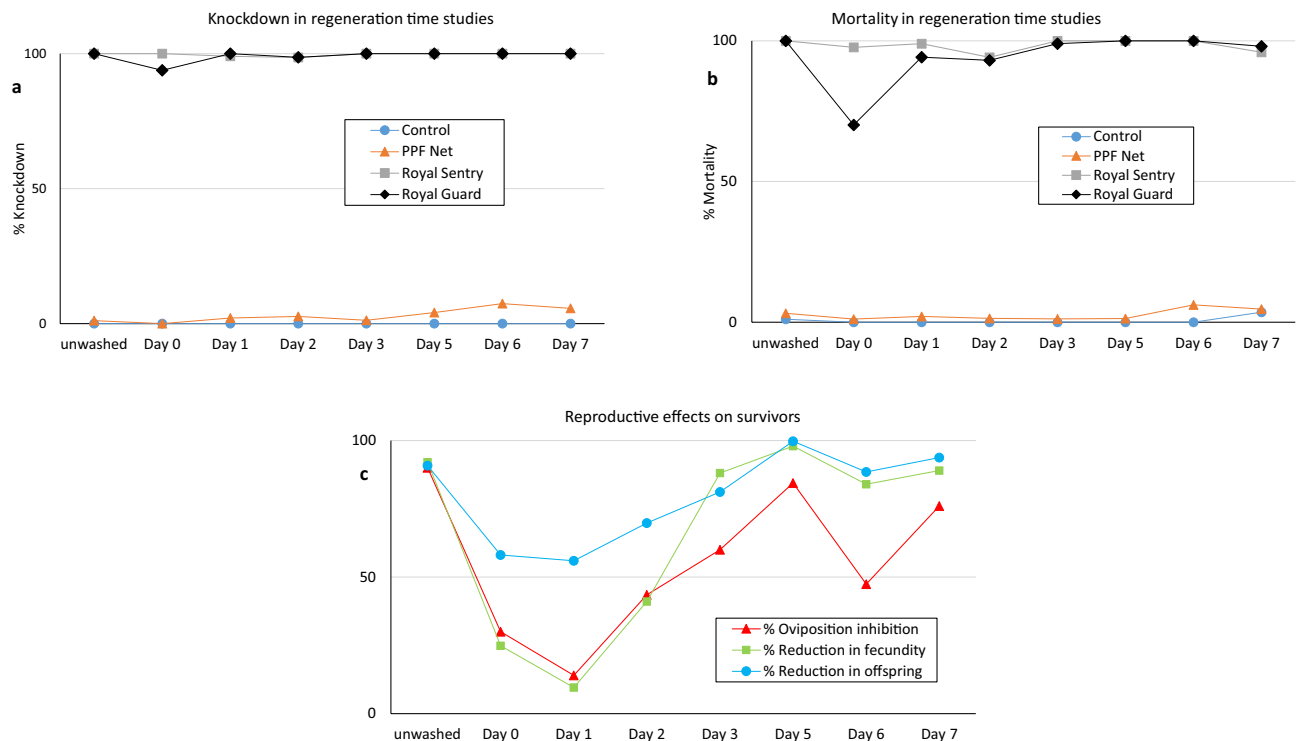 Knockdown in regeneration time studies
a
% Knockdown
100
50
0
Control
PPF Net
Royal Sentry
Royal Guard
unwashed Day 0 Day 1 Day 2 Day 3 Day 5 Day 6 Day 7
Mortality in regeneration time studies
b
% Mortality
100
50
0
Control
PPF Net
Royal Sentry
Royal Guard
unwashed Day 0 Day 1 Day 2 Day 3 Day 5 Day 6 Day 7
Reproductive effects on survivors
c
100
50
0
% Oviposition inhibition
% Reduction in fecundity
% Reduction in offspring
unwashed Day 0 Day 1 Day 2 Day 3 Day 5 Day 6 Day 7